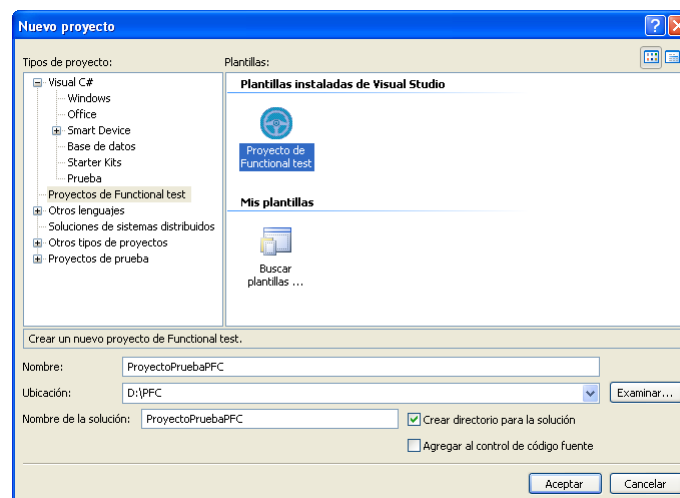 Nuevo proyecto
Tipos de proyecto:
Plantillas:
Visual C#
Windows
Office
Smart Device
Base de datos
Starter Kits
Prueba
Proyectos de Functional test
Otros lenguajes
Soluciones de sistemas distribuidos
Otros tipos de proyectos
Proyectos de prueba
Plantillas instaladas de Visual Studio
Proyecto de
Functional test
Mis plantillas
Buscar
plantillas ...
Crear un nuevo proyecto de Functional test.
Nombre:
ProyectoPruebaPFC
Ubicación:
D:\PFC
Examinar...
Nombre de la solución:
ProyectoPruebaPFC
Crear directorio para la solución
Agregar al control de código fuente
Aceptar
Cancelar